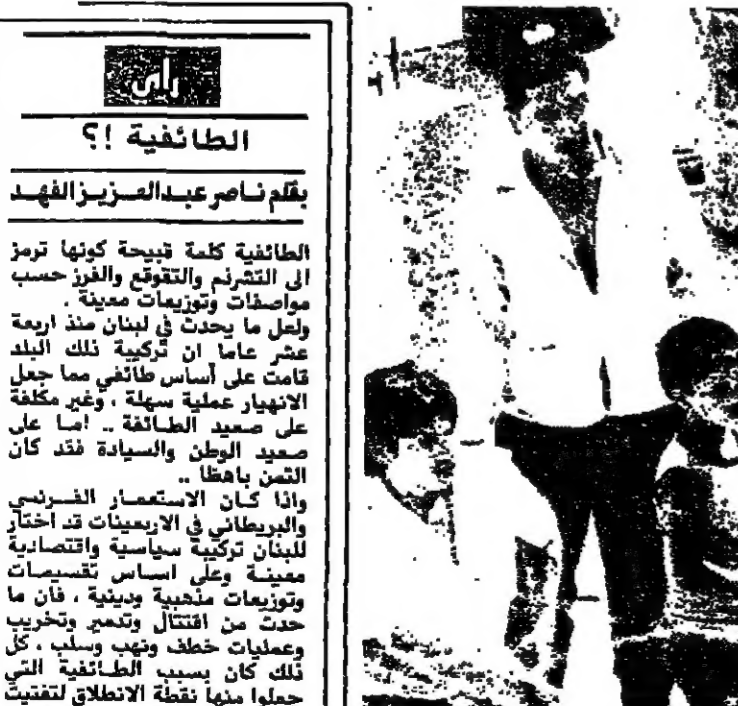 رأي
الطائفية !؟
بقلم ناصر عبدالعزيز الفهد
الطائفية كلمة قبيحة كونها ترمز
الى التشرذم والتقوقع والفرز حسب
مواصفات وتوزيعات معينة .
ولعل ما يحدث في لبنان منذ اربعة
عشر عاما ان تركيبة ذلك البلد
قامت على أساس طائفي مما جعل
الانهيار عملية سهلة ، وغير مكلفة
على صعيد الطائفة .. اما على
صعيد الوطن والسيادة فقد كان
الثمن باهظا ..
واذا كان الاستعمار الفرنسي
والبريطاني في الاربعينات قد اختار
للبنان تركيبة سياسية واقتصادية
معينة وعلى اساس تقسيمات
وتوزيعات مذهبية ودينية ، فان ما
حدث من اقتتال وتدمير وتخريب
وعمليات خطف ونهب وسلب ، كل
ذلك كان بسبب الطائفية التي
جعلوا منها نقطة الانطلاق لتفتيت